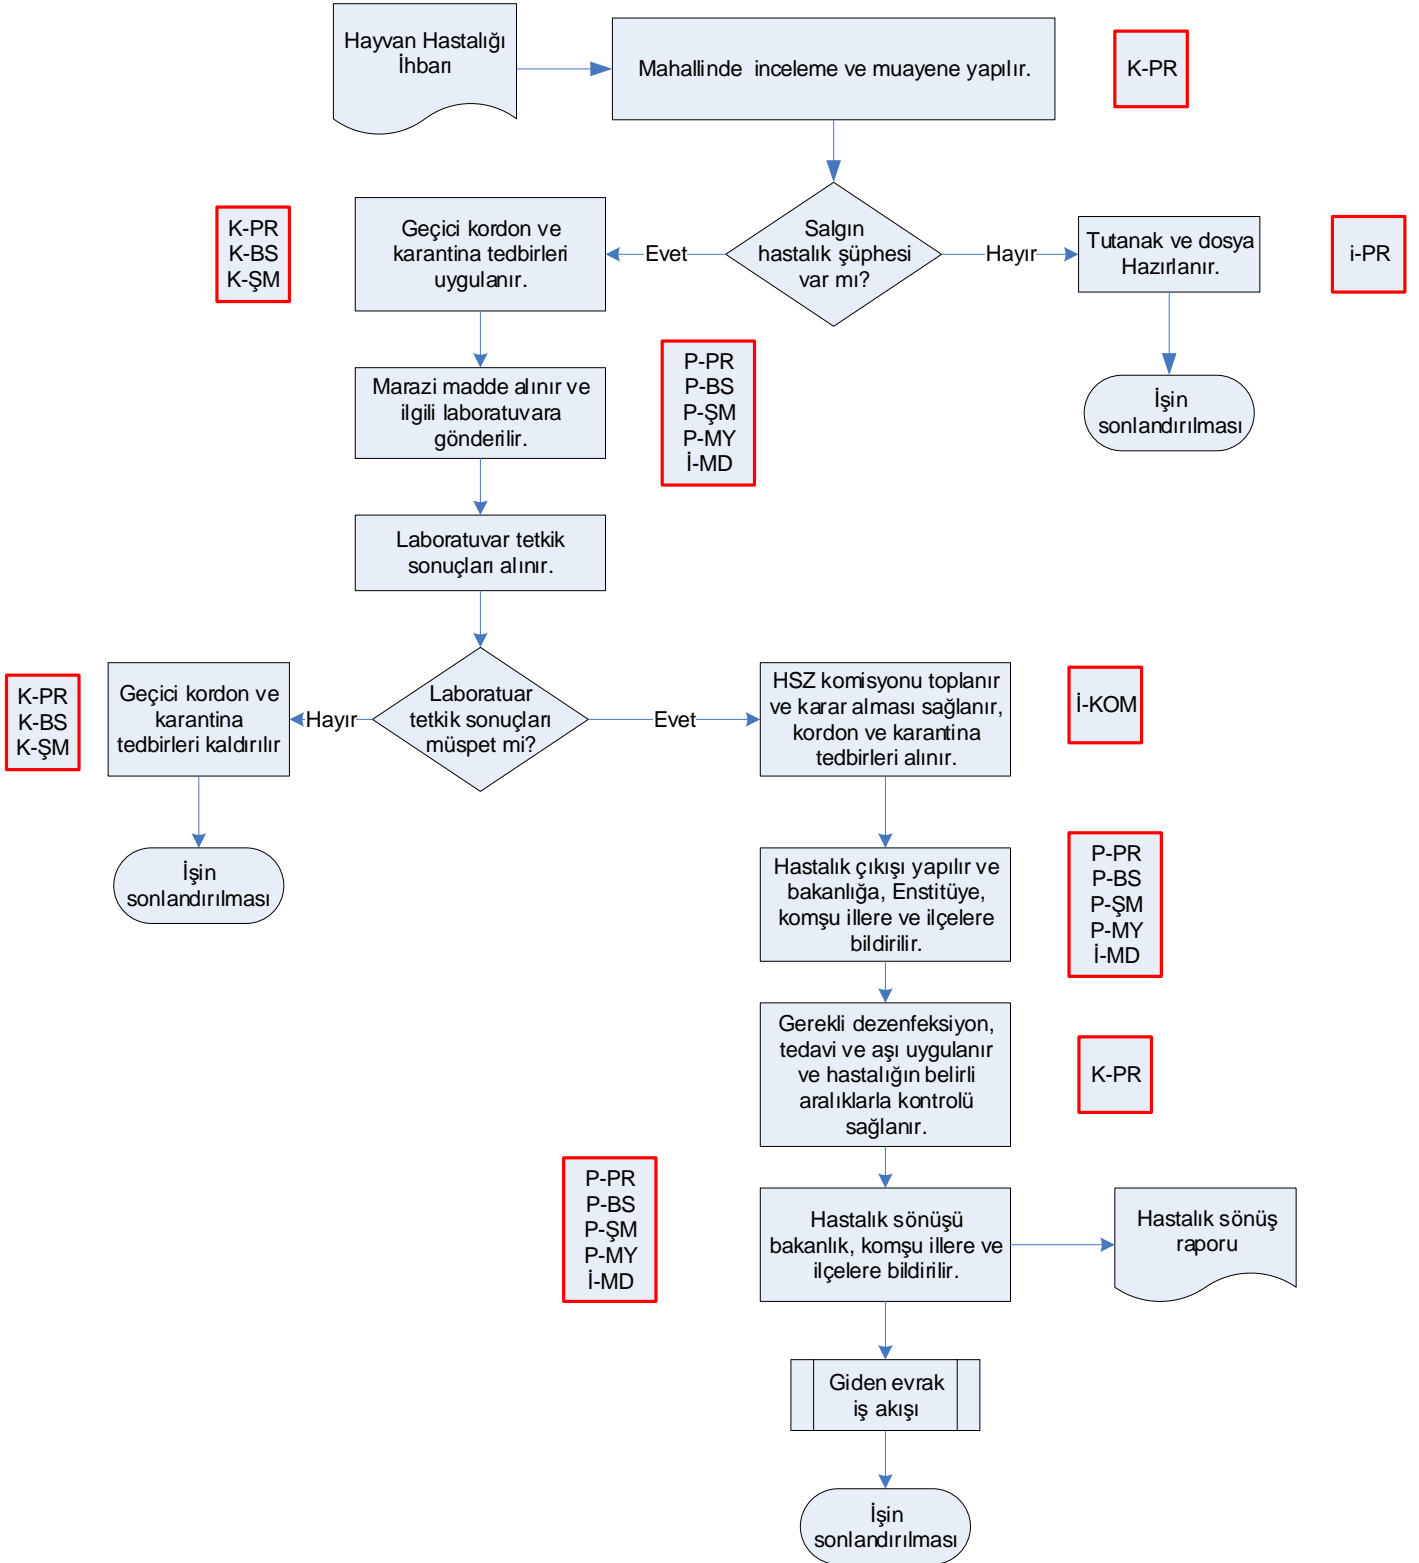 Hayvan Hastalığı
İhbarı
Mahallinde  inceleme ve muayene yapılır.
K-PR
K-PR
K-BS
K-ŞM
Geçici kordon ve
karantina tedbirleri
uygulanır.
Evet
Salgın
hastalık şüphesi
var mı?
Hayır
Tutanak ve dosya
Hazırlanır.
i-PR
Marazi madde alınır ve
ilgili laboratuvara
gönderilir.
P-PR
P-BS
P-ŞM
P-MY
İ-MD
İşin
sonlandırılması
Laboratuvar tetkik
sonuçları alınır.
K-PR
K-BS
K-ŞM
Geçici kordon ve
karantina
tedbirleri kaldırılır
Hayır
Laboratuar
tetkik sonuçları
müspet mi?
Evet
HSZ komisyonu toplanır
ve karar alması sağlanır,
kordon ve karantina
tedbirleri alınır.
İ-KOM
İşin
sonlandırılması
Hastalık çıkışı yapılır ve
bakanlığa, Enstitüye,
komşu illere ve ilçelere
bildirilir.
P-PR
P-BS
P-ŞM
P-MY
İ-MD
Gerekli dezenfeksiyon,
tedavi ve aşı uygulanır
ve hastalığın belirli
aralıklarla kontrolü
sağlanır.
K-PR
P-PR
P-BS
P-ŞM
P-MY
İ-MD
Hastalık sönüşü
bakanlık, komşu illere ve
ilçelere bildirilir.
Hastalık sönüş
raporu
Giden evrak
iş akışı
İşin
sonlandırılması